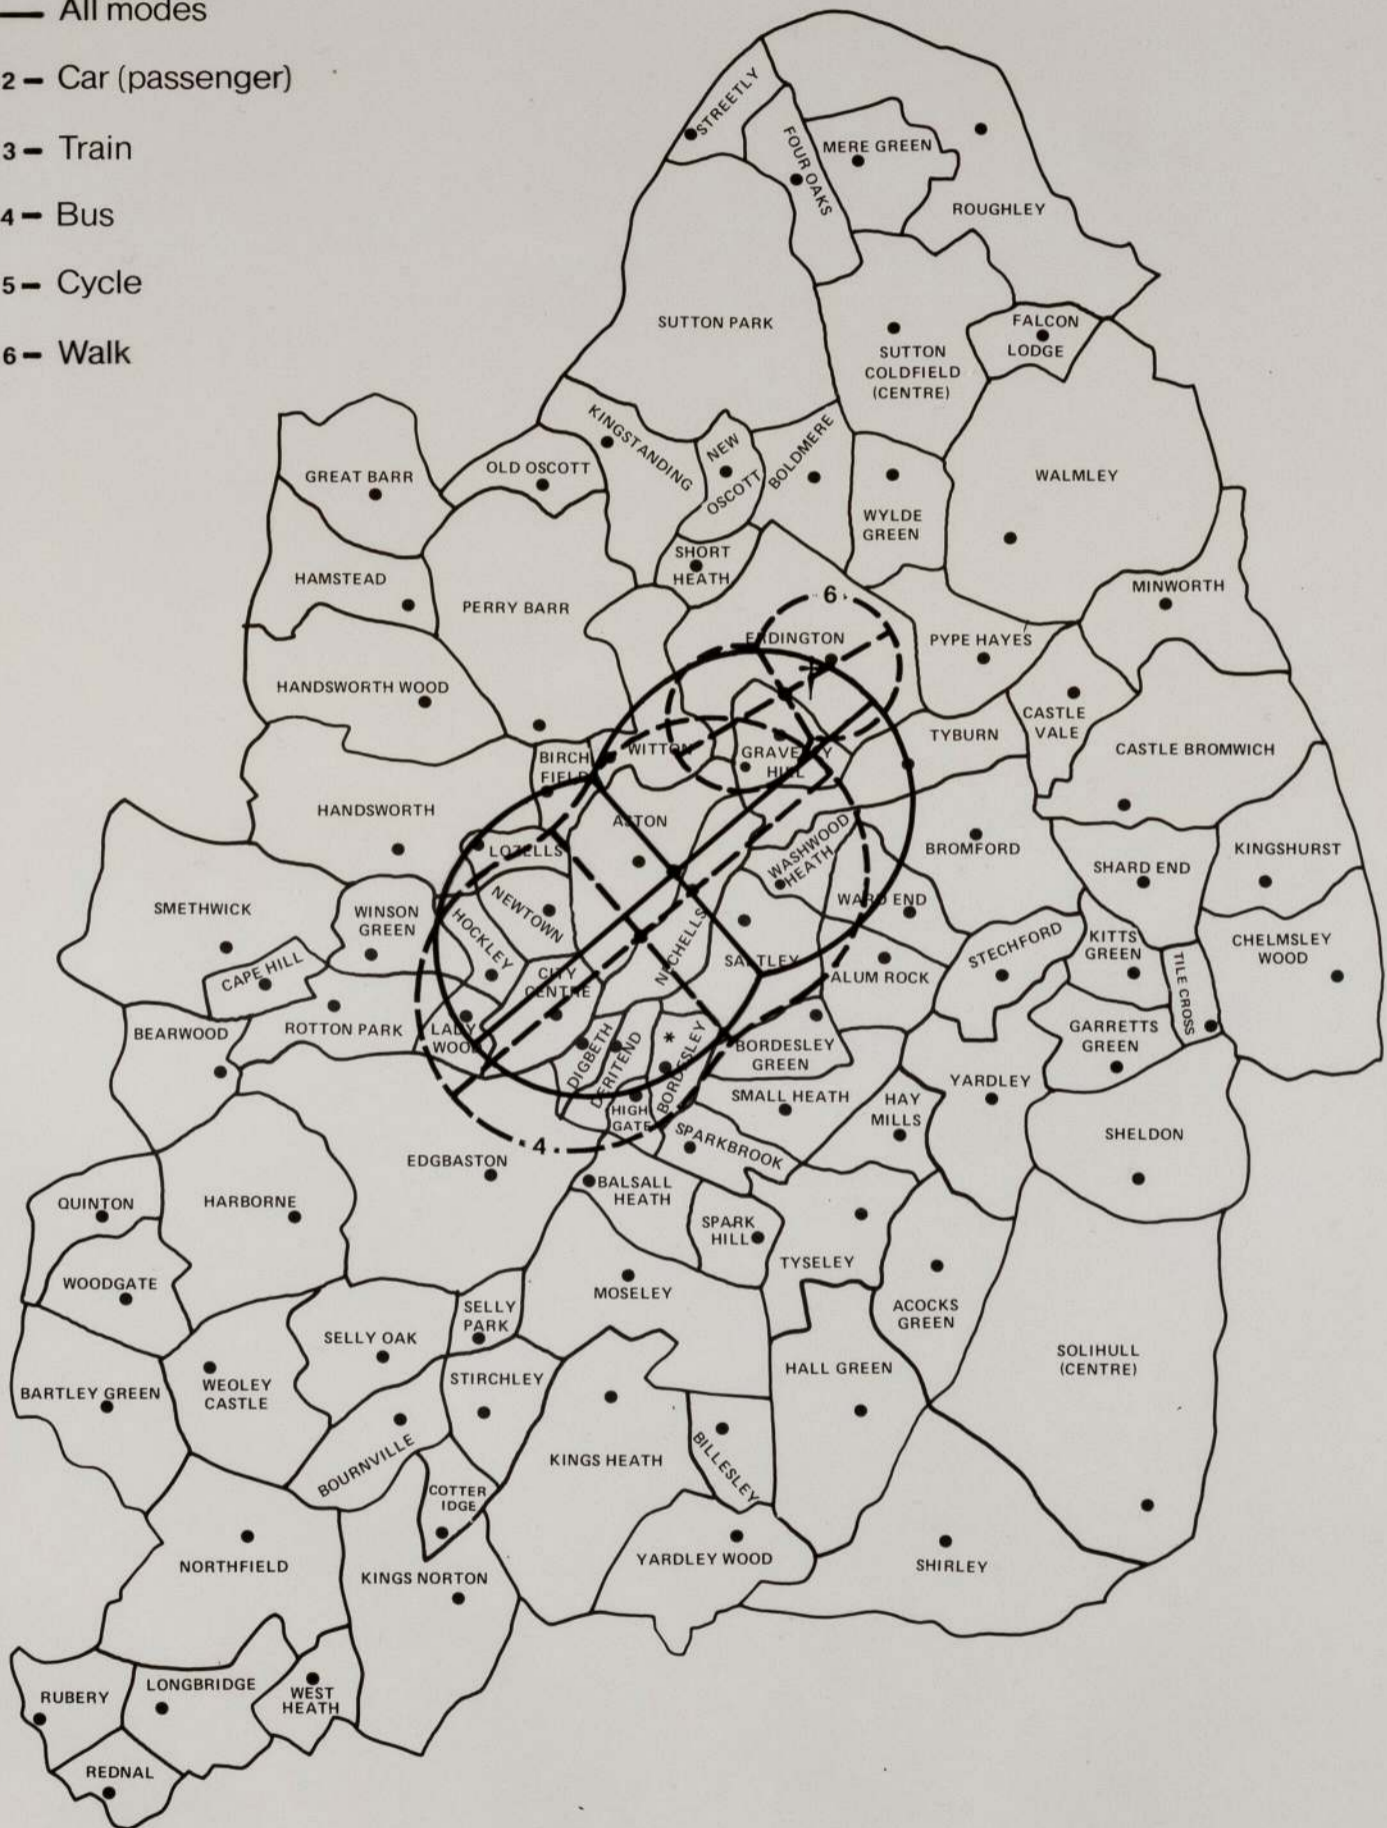 All modes
2 – Car (passenger)
3 – Train
4 – Bus
5 – Cycle
6 – Walk
STREETLY
FOUR OAKS
MERE GREEN
ROUGHLEY
SUTTON PARK
SUTTON
COLDFIELD
(CENTRE)
FALCON
LODGE
KINGSTANDING
NEW
OSCOTT
BOLDMERE
OLD OSCOTT
GREAT BARR
WALMLEY
WYLDE
GREEN
SHORT
HEATH
HAMSTEAD
PERRY BARR
MINWORTH
6
ERDINGTON
PYPE HAYES
HANDSWORTH WOOD
CASTLE
VALE
TYBURN
CASTLE BROMWICH
BIRCH
FIELD
WITTON
GRAVELLY
HILL
HANDSWORTH
ASTON
LOZELLS
WASHWOOD
HEATH
BROMFORD
SHARD END
KINGSHURST
SMETHWICK
WINSON
GREEN
HOCKLEY
NEWTOWN
WARD END
NECHELLS
STECHFORD
KITTS
GREEN
CHELMSLEY
WOOD
CAPE HILL
CITY
CENTRE
SALTLEY
ALUM ROCK
TILE CROSS
BEARWOOD
ROTTON PARK
LADY
WOOD
DIGBETH
DERITEND
*
BORDESLEY
BORDESLEY
GREEN
GARRETTS
GREEN
YARDLEY
SMALL HEATH
HAY
MILLS
HIGH
GATE
SPARKBROOK
SHELDON
4
EDGBASTON
BALSALL
HEATH
QUINTON
HARBORNE
SPARK
HILL
TYSELEY
WOODGATE
MOSELEY
SELLY
PARK
ACOCKS
GREEN
SELLY OAK
SOLIHULL
(CENTRE)
HALL GREEN
BARTLEY GREEN
WEOLEY
CASTLE
STIRCHLEY
BOURNVILLE
KINGS HEATH
BILLESLEY
COTTER
IDGE
NORTHFIELD
KINGS NORTON
YARDLEY WOOD
SHIRLEY
RUBERY
LONGBRIDGE
WEST
HEATH
REDNAL